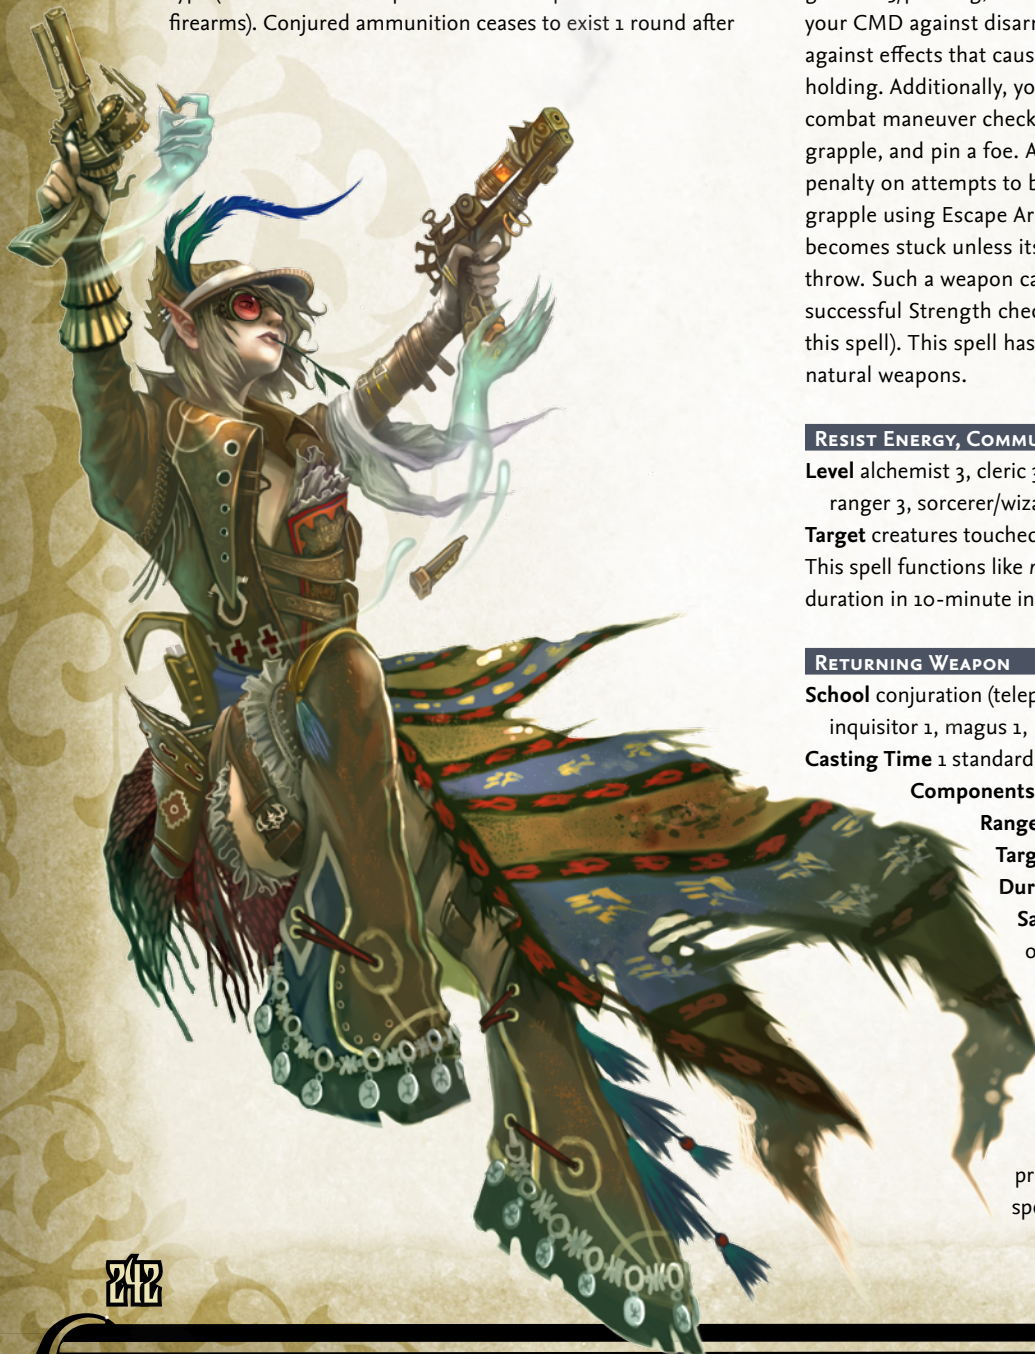 firearms). Conjured ammunition ceases to exist 1 round after
your CMD against disar
against effects that caus
holding. Additionally, yo
combat maneuver check
grapple, and pin a foe. A
penalty on attempts to b
grapple using Escape Ar
becomes stuck unless its
throw. Such a weapon ca
successful Strength chec
this spell). This spell has
natural weapons.
Resist Energy, Commu
Level alchemist 3, cleric 3
ranger 3, sorcerer/wiza
Target creatures touched
This spell functions like r
duration in 10-minute in
Returning Weapon
School conjuration (telep
inquisitor 1, magus 1,
Casting Time 1 standard
Components
Range
Targ
Dur
Sa
o
pr
spe
242